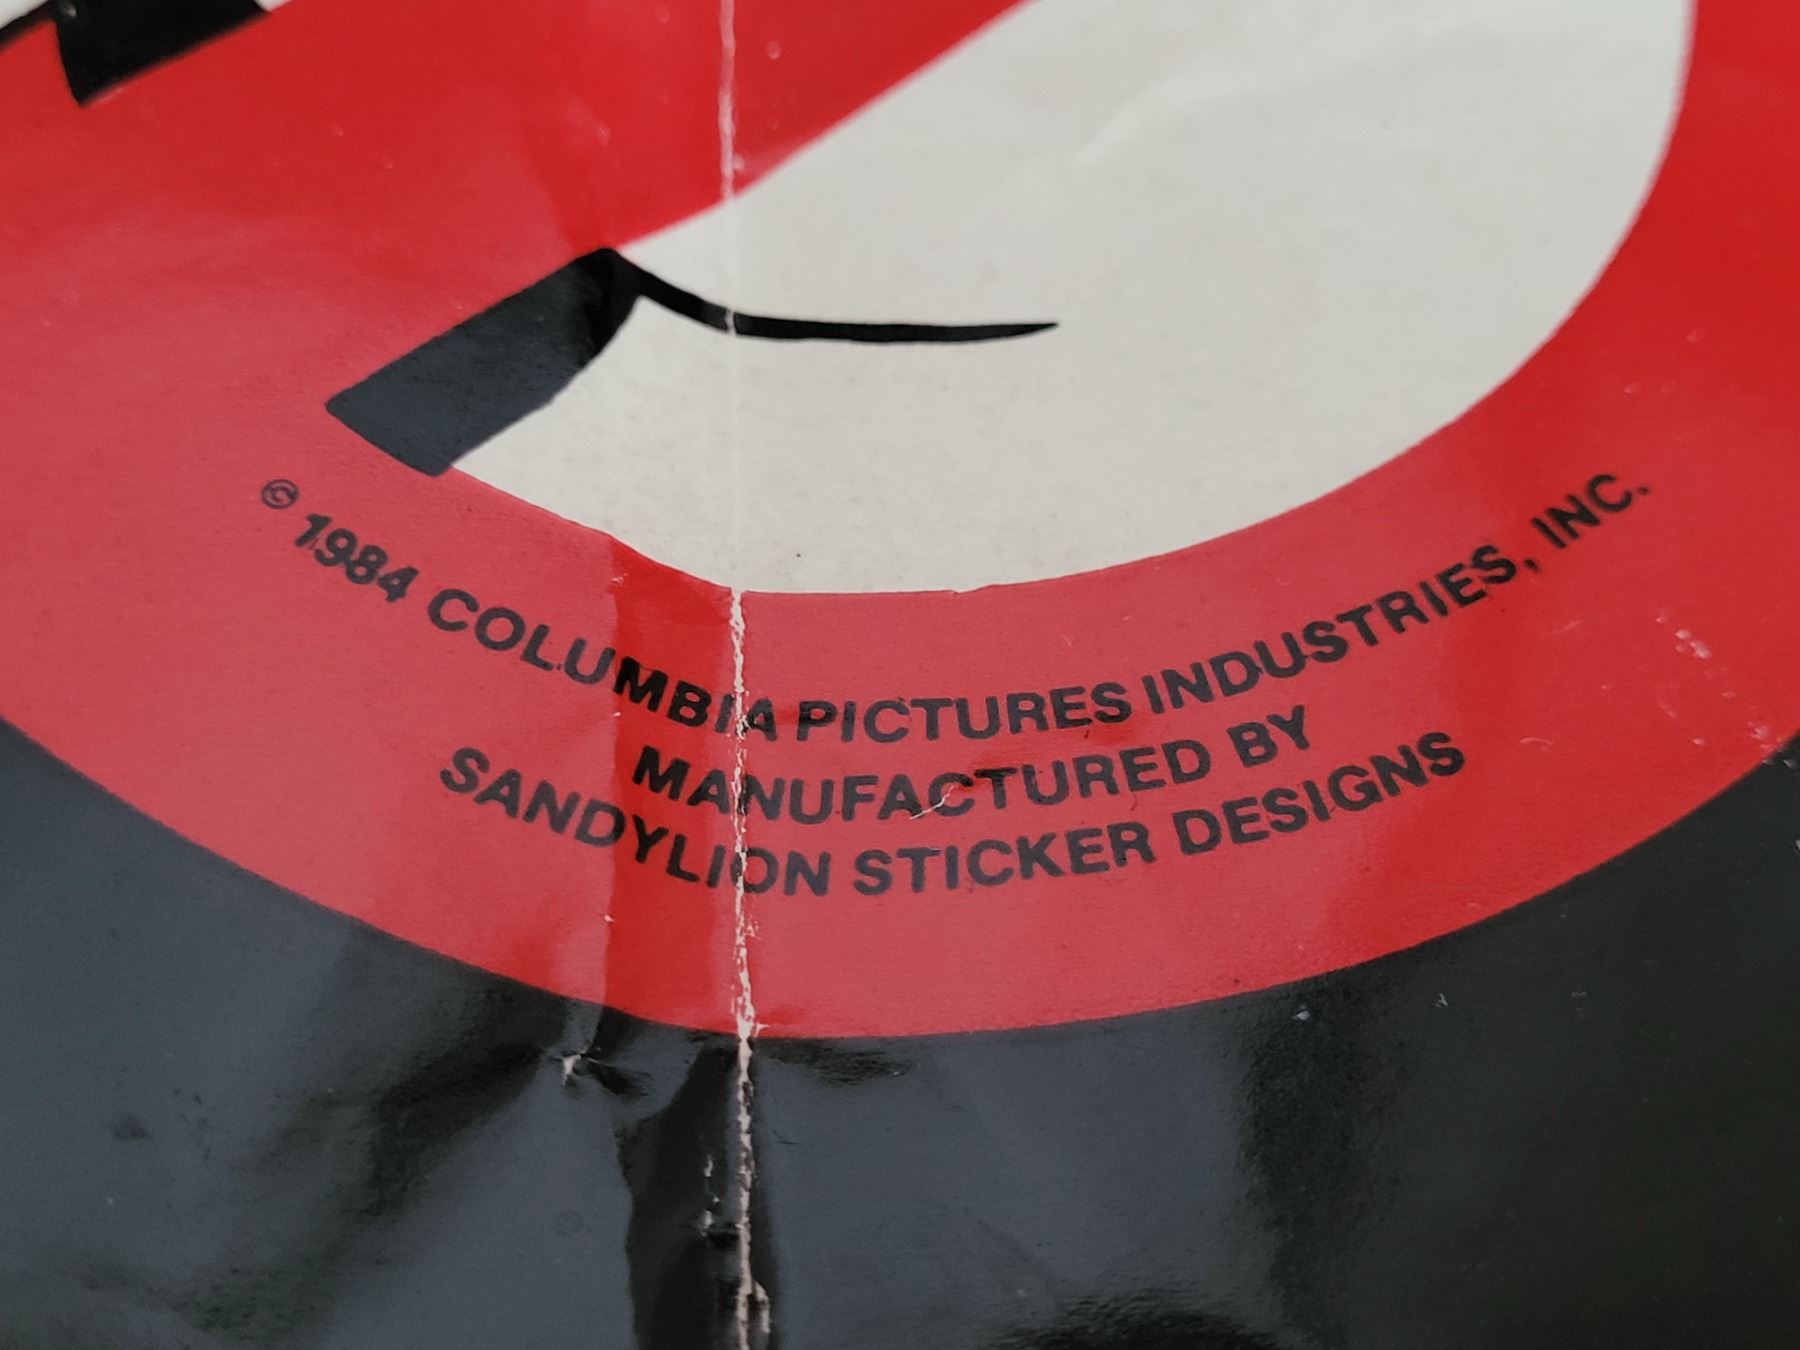 © 1984 COLUMBIA PICTURES INDUSTRIES, INC.
MANUFACTURED BY
SANDYLION STICKER DESIGNS